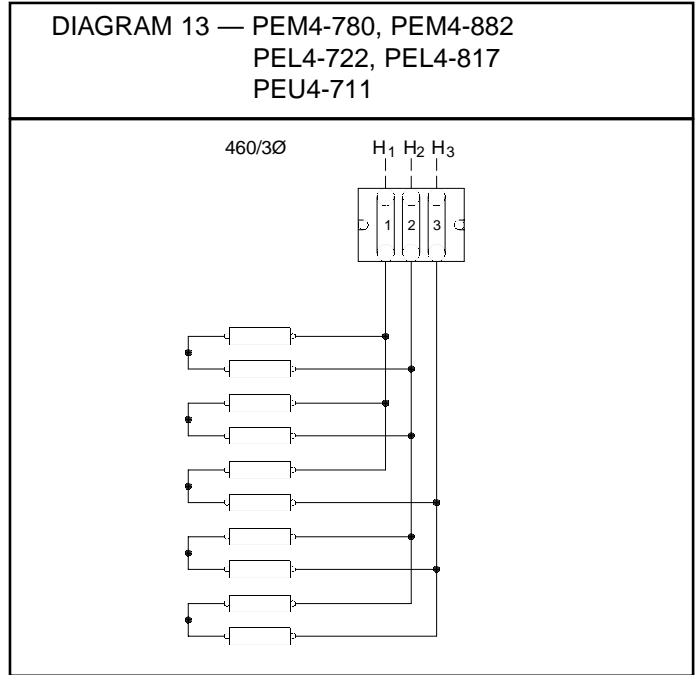 DIAGRAM 13 — PEM4-780, PEM4-882
PEL4-722, PEL4-817
PEU4-711
460/3Ø
H1 H2 H3
1 2 3